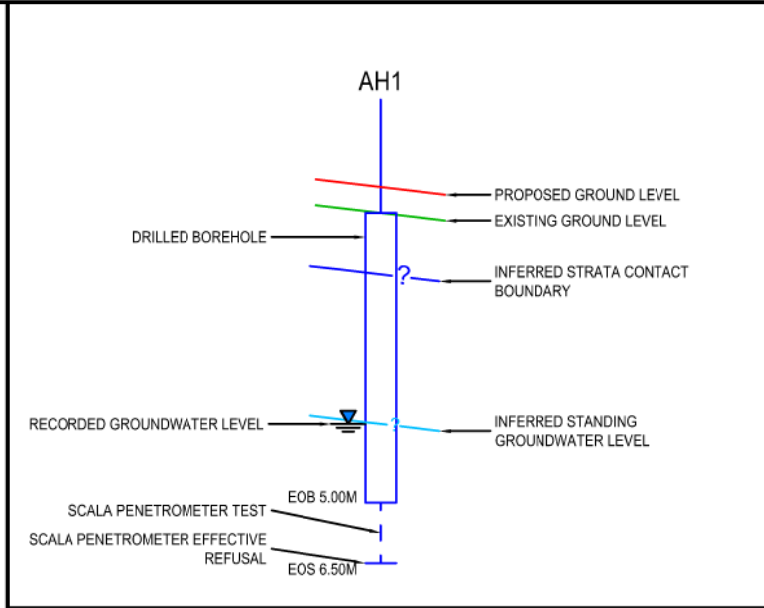 AH1
PROPOSED GROUND LEVEL
EXISTING GROUND LEVEL
DRILLED BOREHOLE
?
INFERRED STRATA CONTACT
BOUNDARY
RECORDED GROUNDWATER LEVEL
?
INFERRED STANDING
GROUNDWATER LEVEL
EOB 5.00M
SCALA PENETROMETER TEST
SCALA PENETROMETER EFFECTIVE
REFUSAL
EOS 6.50M